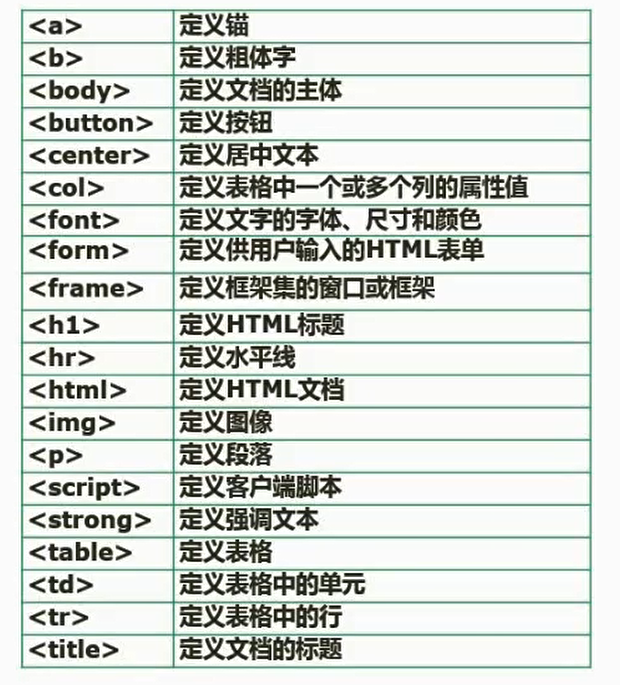 <a> 定义锚
<b> 定义粗体字
<body> 定义文档的主体
<button> 定义按钮
<center> 定义居中文本
<col> 定义表格中一个或多个列的属性值
<font> 定义文字的字体、尺寸和颜色
<form> 定义供用户输入的HTML表单
<frame> 定义框架集的窗口或框架
<h1> 定义HTML标题
<hr> 定义水平线
<html> 定义HTML文档
<img> 定义图像
<p> 定义段落
<script> 定义客户端脚本
<strong> 定义强调文本
<table> 定义表格
<td> 定义表格中的单元
<tr> 定义表格中的行
<title> 定义文档的标题